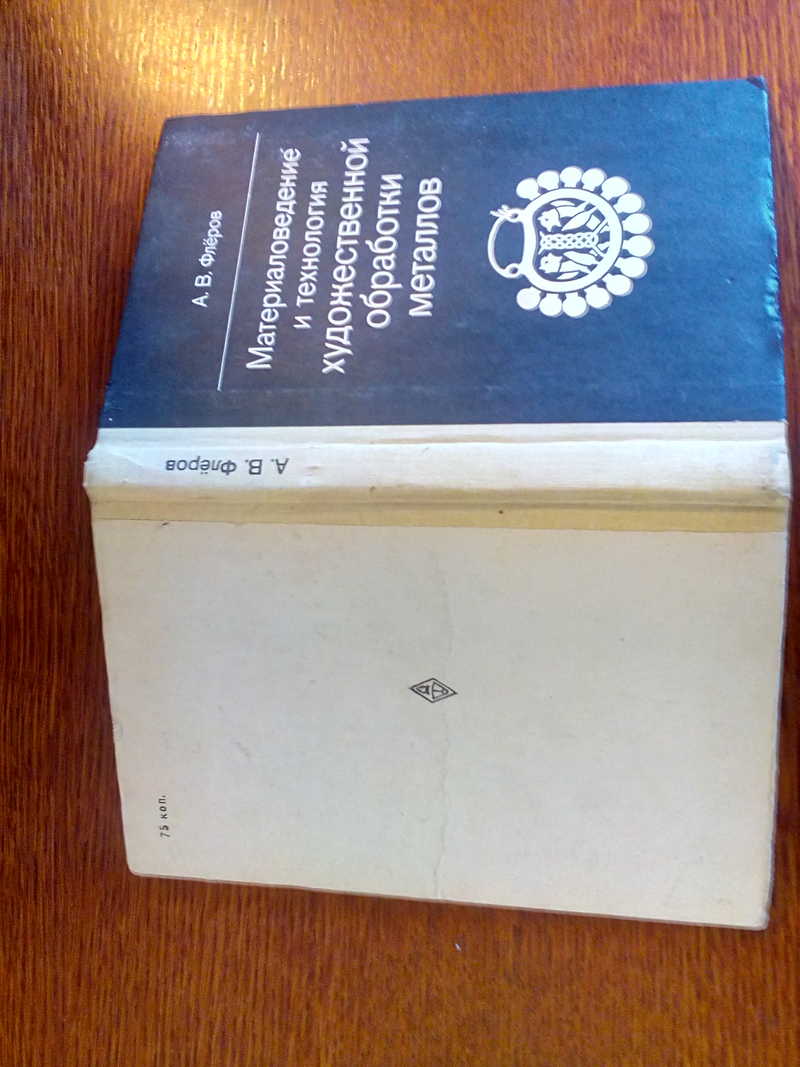 А. В. Флёров
Материаловедение
и технология
художественной
обработки
металлов
А. В. Флёров
75 коп.